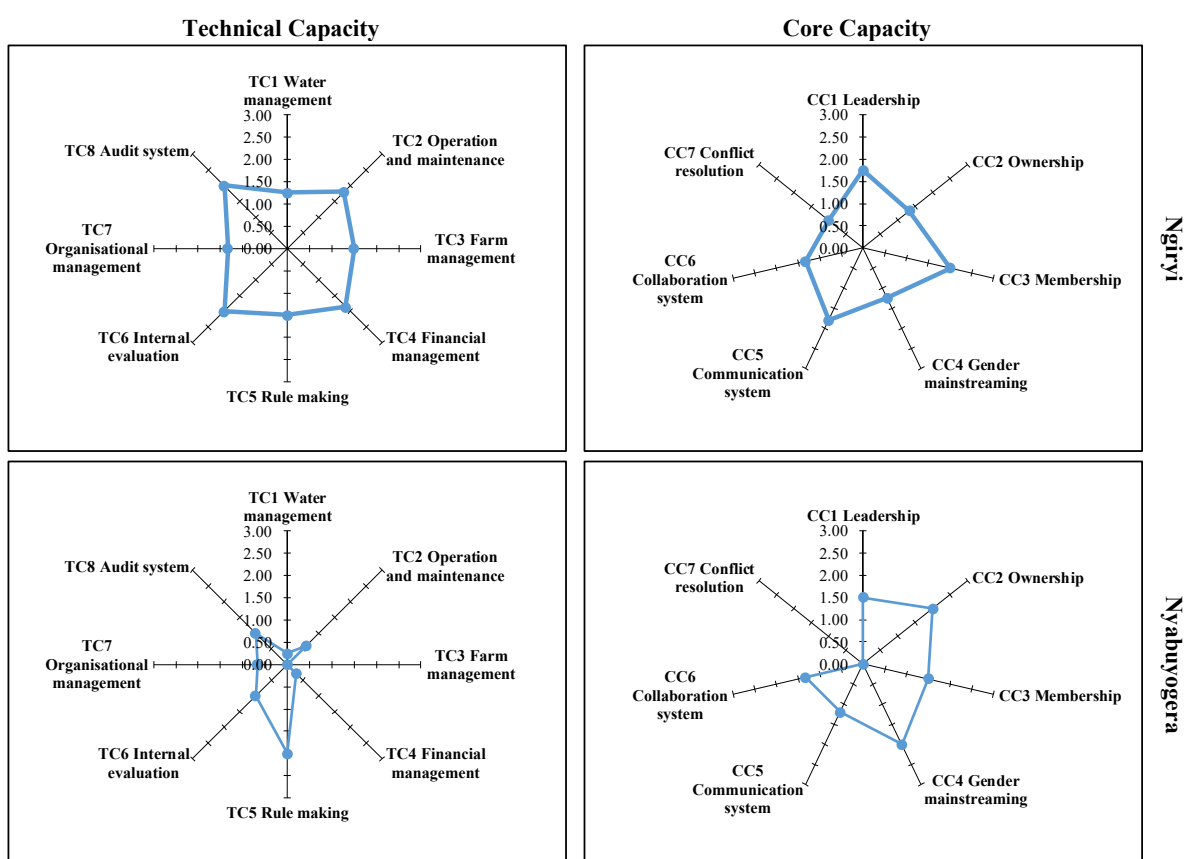 Technical Capacity
Core Capacity
TC1 Water
management
3.00
2.50
2.00
1.50
1.00
0.50
0.00
TC2 Operation
and maintenance
TC3 Farm
management
TC4 Financial
management
TC5 Rule making
TC6 Internal
evaluation
TC7
Organisational
management
TC8 Audit system
CC1 Leadership
3.00
2.50
2.00
1.50
1.00
0.50
0.00
CC2 Ownership
CC3 Membership
CC4 Gender
mainstreaming
CC5
Communication
system
CC6
Collaboration
system
CC7 Conflict
resolution
Ngiryi
TC1 Water
management
3.00
2.50
2.00
1.50
1.00
0.50
0.00
TC2 Operation
and maintenance
TC3 Farm
management
TC4 Financial
management
TC5 Rule making
TC6 Internal
evaluation
TC7
Organisational
management
TC8 Audit system
CC1 Leadership
3.00
2.50
2.00
1.50
1.00
0.50
0.00
CC2 Ownership
CC3 Membership
CC4 Gender
mainstreaming
CC5
Communication
system
CC6
Collaboration
system
CC7 Conflict
resolution
Nyabuyogera